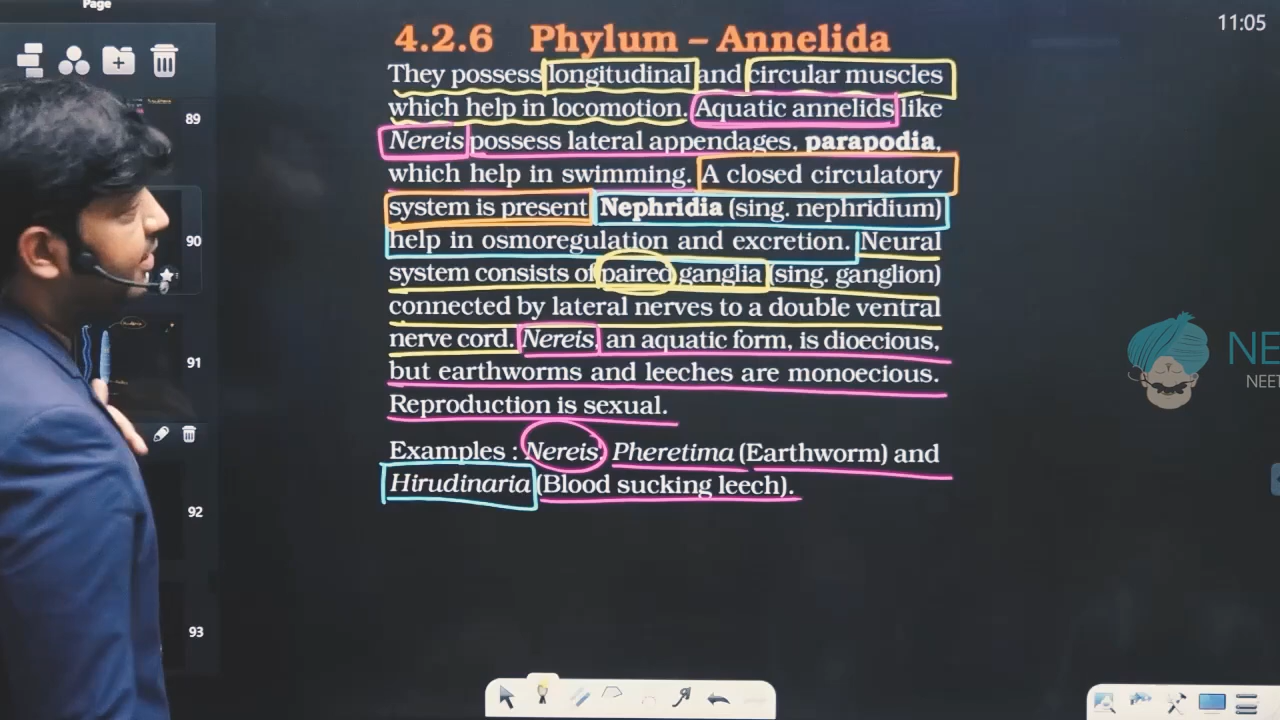 Page
11:05
4.2.6 Phylum – Annelida
They possess longitudinal and circular muscles
which help in locomotion. Aquatic annelids like
Nereis possess lateral appendages, parapodia,
which help in swimming. A closed circulatory
system is present Nephridia (sing. nephridium)
help in osmoregulation and excretion. Neural
system consists of paired ganglia (sing. ganglion)
connected by lateral nerves to a double ventral
nerve cord. Nereis, an aquatic form, is dioecious,
but earthworms and leeches are monoecious.
Reproduction is sexual.
Examples : Nereis, Pheretima (Earthworm) and
Hirudinaria (Blood sucking leech).
89
90
91
92
93
NE
NEET